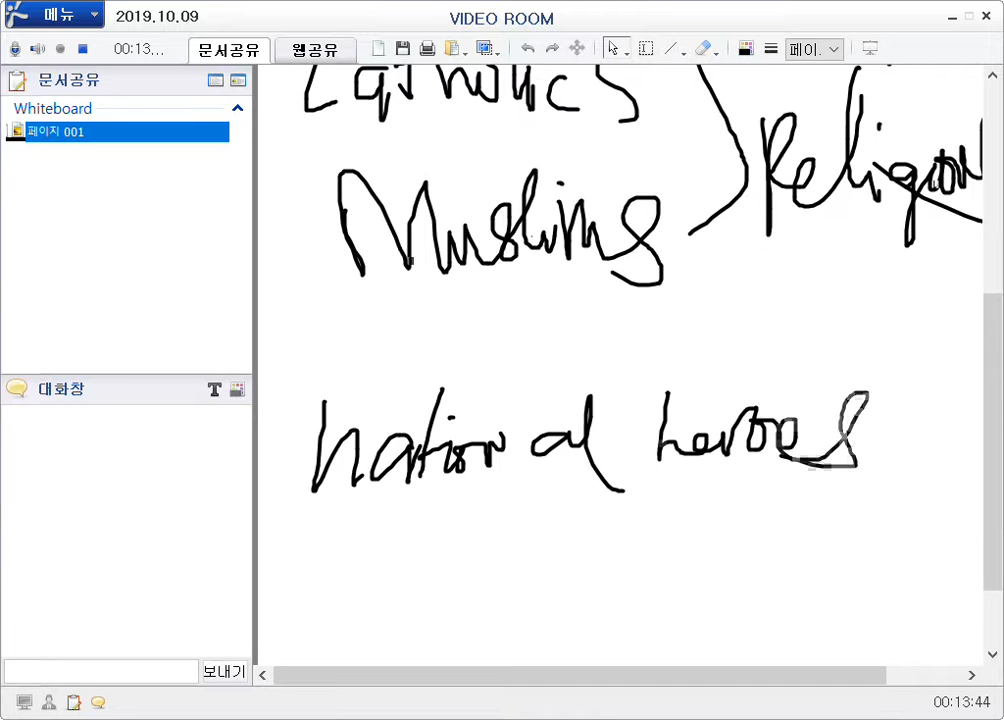 메뉴 2019.10.09 VIDEO ROOM
00:13... 문서공유 웹공유 페이.
문서공유
Whiteboard
페이지 001
대화창
T
보내기
Catholics
Muslims
Religion
national heroes
00:13:44